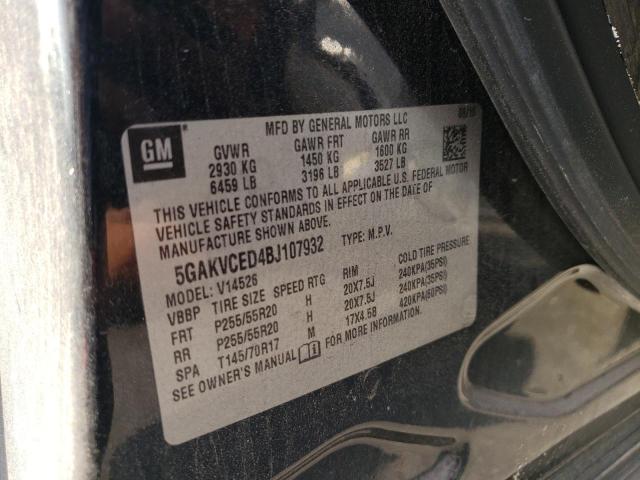 GM
MFD BY GENERAL MOTORS LLC
GVWR GAWR FRT GAWR RR
2930 KG 1450 KG 1600 KG
6459 LB 3196 LB 3527 LB
THIS VEHICLE CONFORMS TO ALL APPLICABLE U.S. FEDERAL MOTOR
VEHICLE SAFETY STANDARDS IN EFFECT ON THE DATE OF
MANUFACTURE SHOWN ABOVE.
5GAKVCED4BJ107932 TYPE: M.P.V.
MODEL: V14526
VBBP TIRE SIZE SPEED RTG RIM COLD TIRE PRESSURE
FRT P255/55R20 H 20X7.5J 240KPA(35PSI)
RR P255/55R20 H 20X7.5J 240KPA(35PSI)
SPA T145/70R17 M 17X4.5B 420KPA(60PSI)
SEE OWNER'S MANUAL FOR MORE INFORMATION.